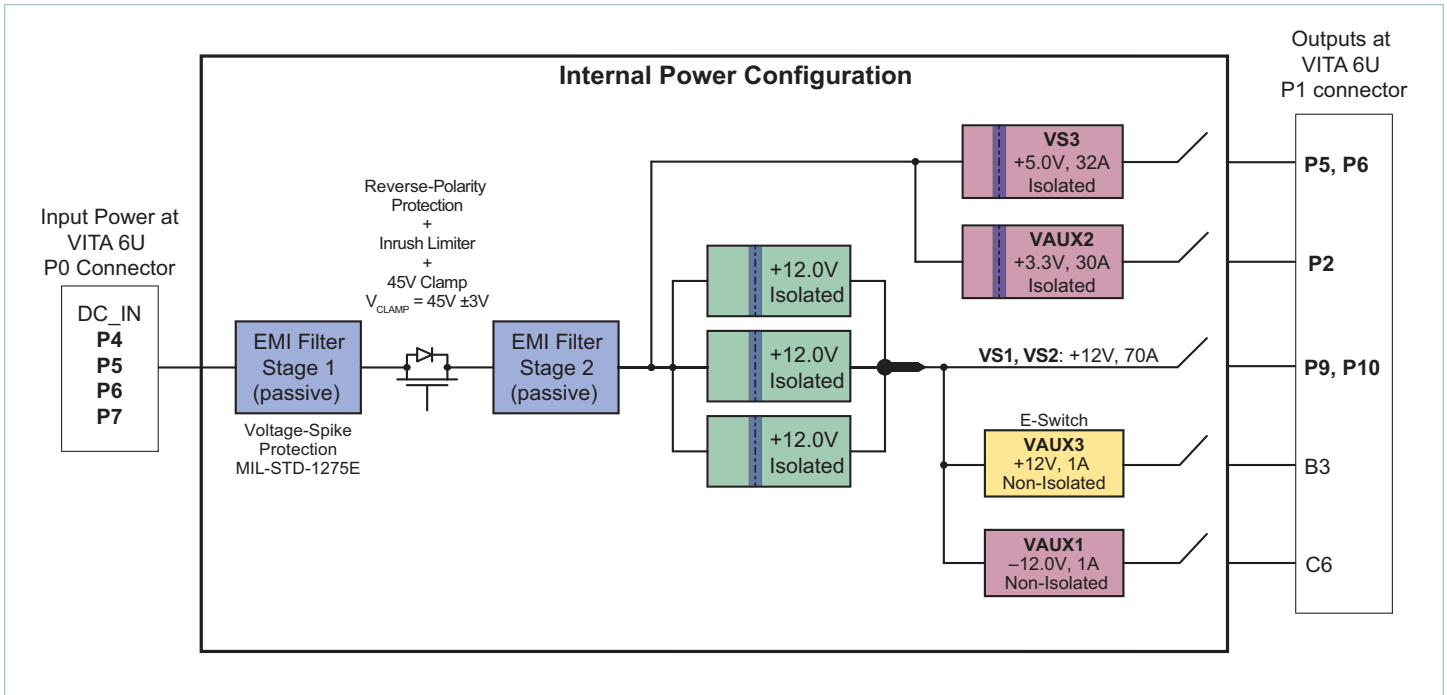 Internal Power Configuration
Input Power at
VITA 6U
P0 Connector
DC_IN
P4
P5
P6
P7
EMI Filter
Stage 1
(passive)
Voltage-Spike
Protection
MIL-STD-1275E
Reverse-Polarity
Protection
+
Inrush Limiter
+
45V Clamp
VCLAMP = 45V ±3V
EMI Filter
Stage 2
(passive)
+12.0V
Isolated
+12.0V
Isolated
+12.0V
Isolated
VS3
+5.0V, 32A
Isolated
VAUX2
+3.3V, 30A
Isolated
VS1, VS2: +12V, 70A
E-Switch
VAUX3
+12V, 1A
Non-Isolated
VAUX1
–12.0V, 1A
Non-Isolated
Outputs at
VITA 6U
P1 connector
P5, P6
P2
P9, P10
B3
C6